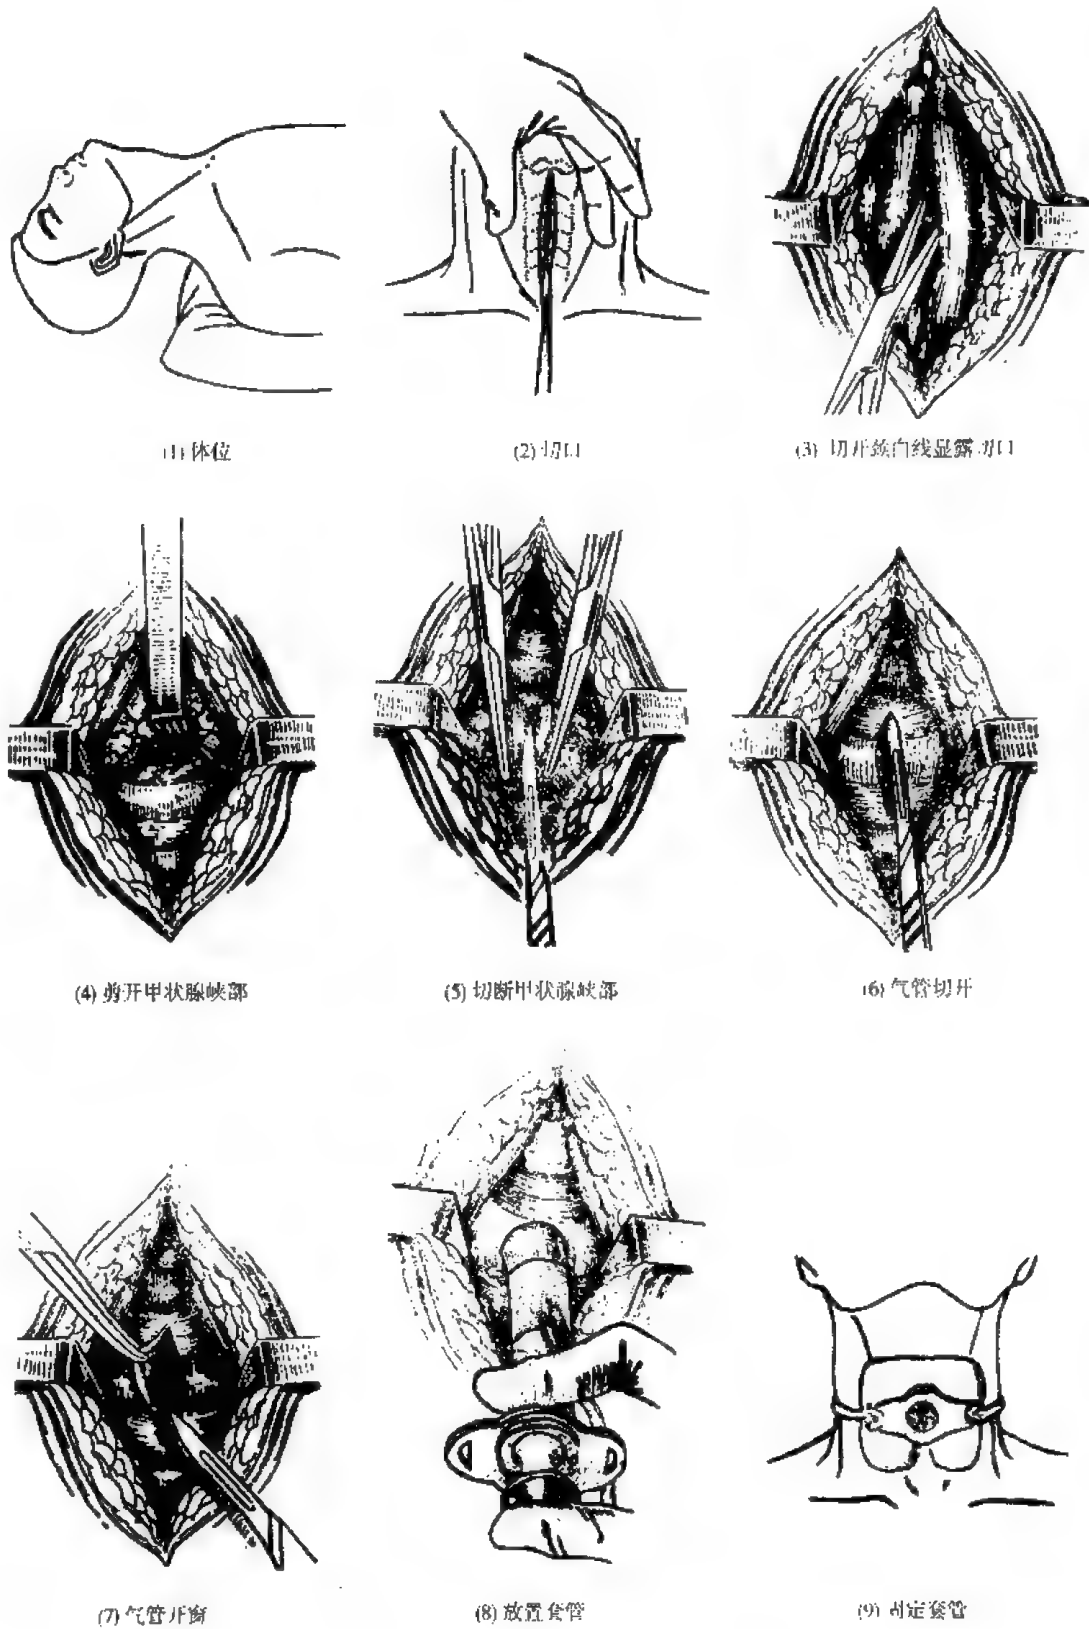 (1) 体位
(2) 切口
(3) 切开颈白线显露切口
(4) 剪开甲状腺峡部
(5) 切断甲状腺峡部
(6) 气管切开
(7) 气管开窗
(8) 放置套管
(9) 固定套管